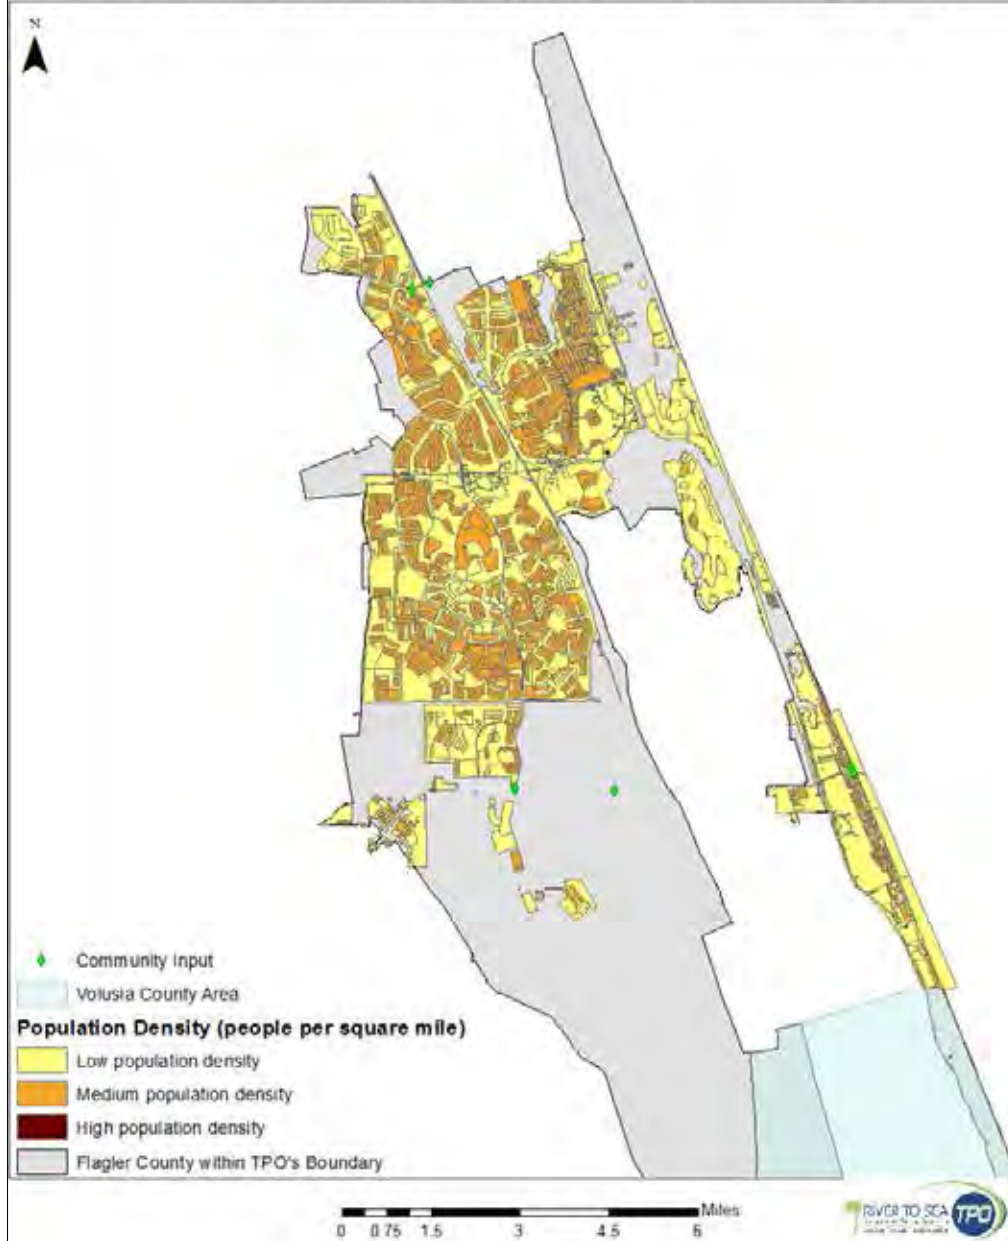 N
Community Input
Volusia County Area
Population Density (people per square mile)
Low population density
Medium population density
High population density
Flagler County within TPO's Boundary
Miles
0 0.75 1.5 3 4.5 6
RIVER TO SEA
TPO